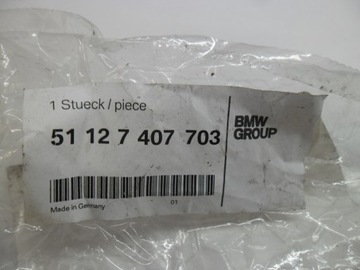 1 Stueck / piece
51 12 7 407 703
BMW
GROUP
Made in Germany
01